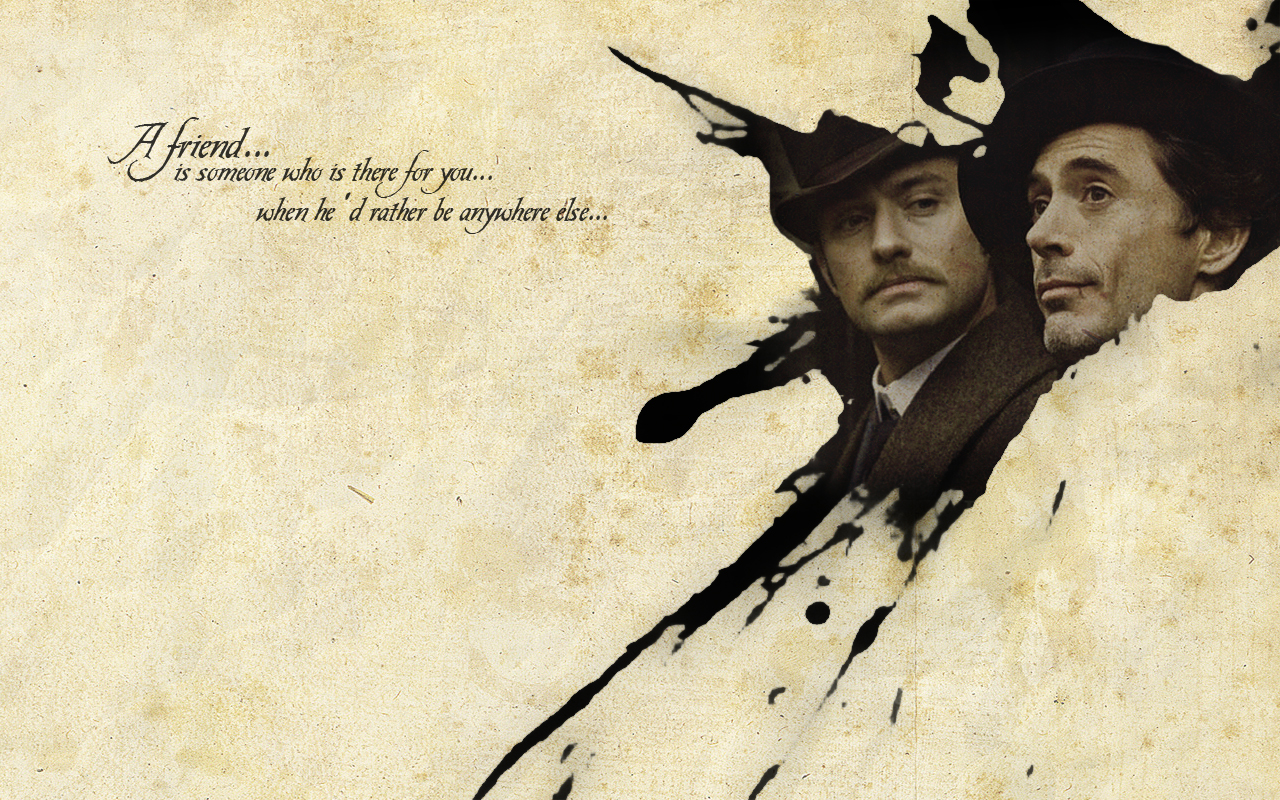 A friend...
is someone who is there for you...
when he 'd rather be anywhere else...